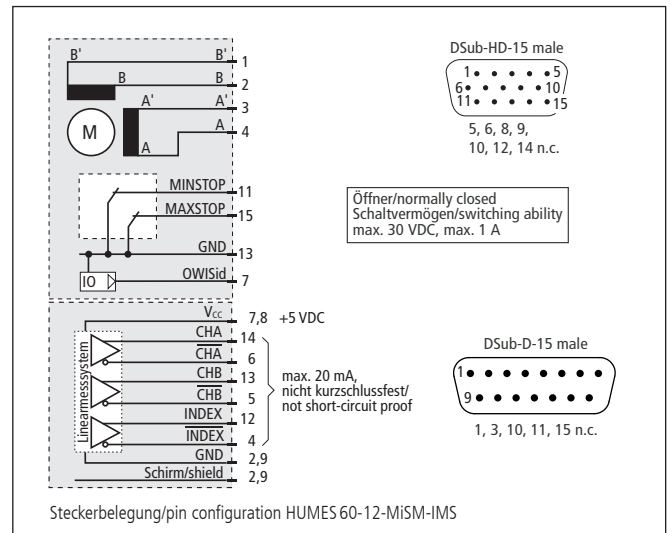 B' B' 1
B B 2
A' A' 3
M A 4
A
MINSTOP 11
MAXSTOP 15
GND 13
IO OWISid 7
DSub-HD-15 male
1 5
6 10
11 15
5, 6, 8, 9,
10, 12, 14 n.c.
Öffner/normally closed
Schaltvermögen/switching ability
max. 30 VDC, max. 1 A
Linearmesssystem
Vcc 7,8 +5 VDC
CHA 14
CHA 6
CHB 13
CHB 5
INDEX 12
INDEX 4
GND 2,9
Schirm/shield 2,9
max. 20 mA,
nicht kurzschlussfest/
not short-circuit proof
DSub-D-15 male
1
9
1, 3, 10, 11, 15 n.c.
Steckerbelegung/pin configuration HUMES 60-12-MiSM-IMS